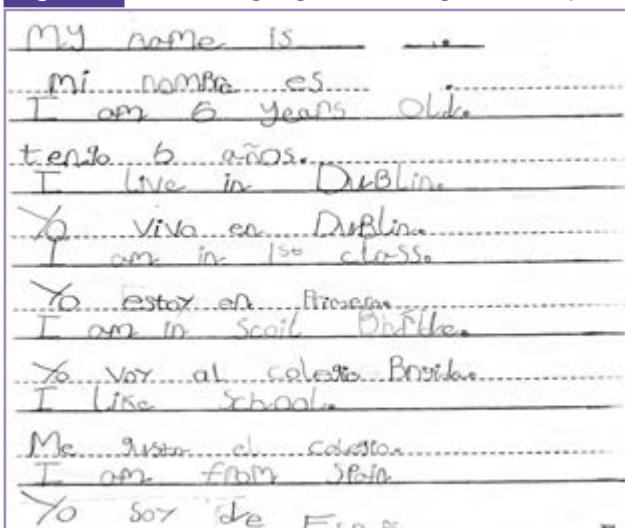 My name is
mi nombre es
I am 6 years old.
tengo 6 años.
I live in DuBlin.
Yo vivo en DuBlin.
I am in 1st class.
Yo estoy en Primera.
I am in Scoil Bhríde.
Yo voy al colegio Brigida.
I like School.
Me gusta el colegio.
I am from Spain
Yo soy de